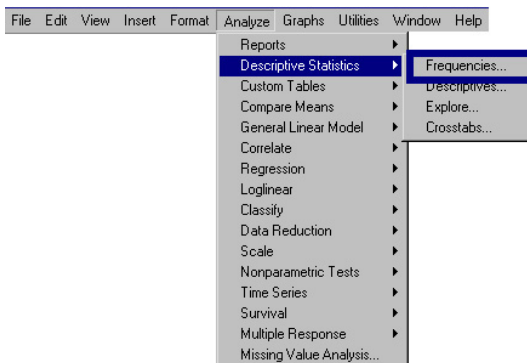 File Edit View Insert Format Analyze Graphs Utilities Window Help
Reports
Descriptive Statistics
Custom Tables
Compare Means
General Linear Model
Correlate
Regression
Loglinear
Classify
Data Reduction
Scale
Nonparametric Tests
Time Series
Survival
Multiple Response
Missing Value Analysis...
Frequencies...
Descriptives...
Explore...
Crosstabs...